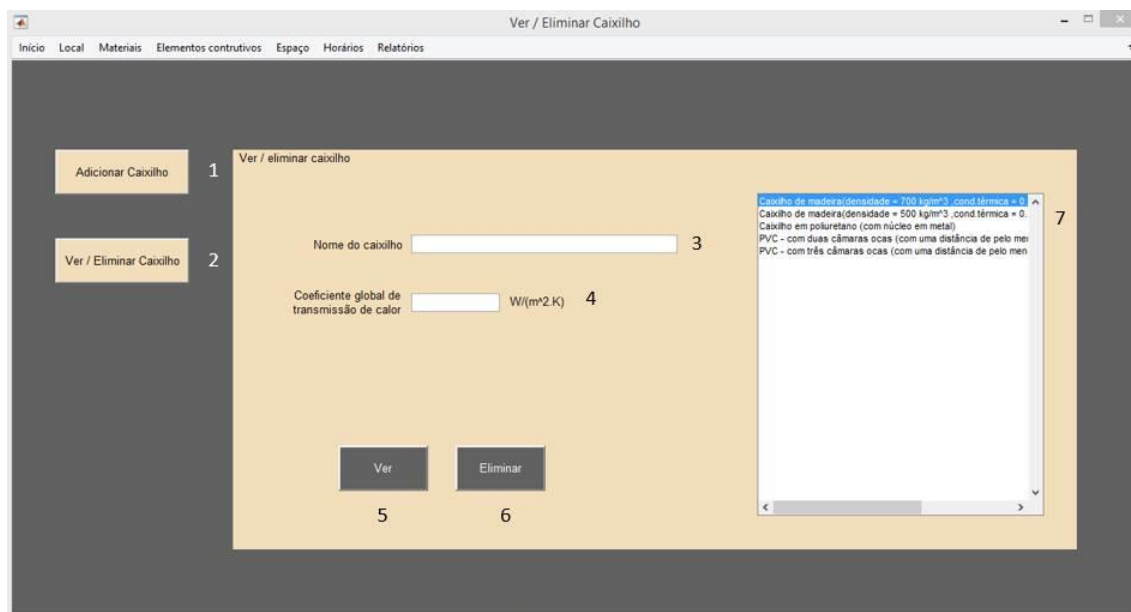 Ver / Eliminar Caixilho
Início Local Materiais Elementos contrutivos Espaço Horários Relatórios
Adicionar Caixilho
1
Ver / Eliminar Caixilho
2
Ver / eliminar caixilho
Nome do caixilho
3
Coeficiente global de
transmissão de calor
W/(m^2.K)
4
Ver
Eliminar
5
6
Caixilho de madeira(densidade = 700 kg/m^3 ,cond.térmica = 0.
Caixilho de madeira(densidade = 500 kg/m^3 ,cond.térmica = 0.
Caixilho em poliuretano (com núcleo em metal)
PVC - com duas câmaras ocas (com uma distância de pelo me
PVC - com três câmaras ocas (com uma distância de pelo men
7